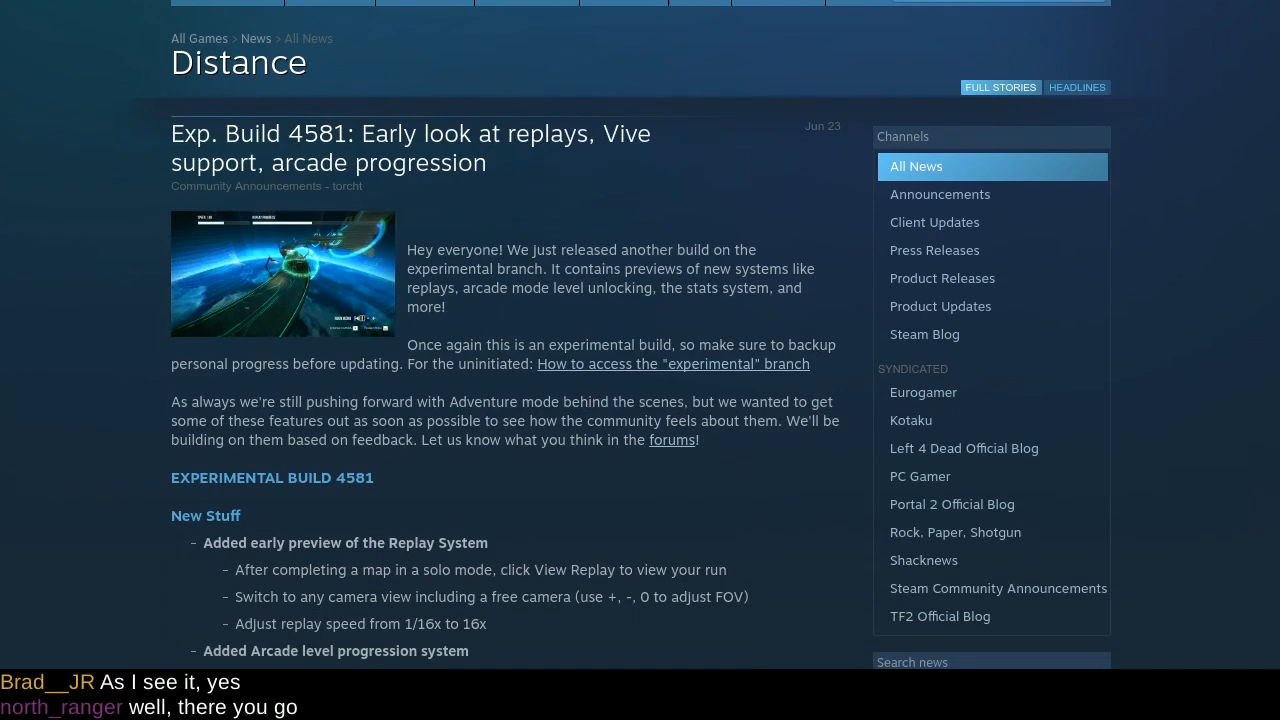 All Games > News > All News
Distance
FULL STORIES HEADLINES
Exp. Build 4581: Early look at replays, Vive
support, arcade progression
Jun 23
Community Announcements - torcht
Hey everyone! We just released another build on the
experimental branch. It contains previews of new systems like
replays, arcade mode level unlocking, the stats system, and
more!
Once again this is an experimental build, so make sure to backup
personal progress before updating. For the uninitiated: How to access the "experimental" branch
As always we're still pushing forward with Adventure mode behind the scenes, but we wanted to get
some of these features out as soon as possible to see how the community feels about them. We'll be
building on them based on feedback. Let us know what you think in the forums!
EXPERIMENTAL BUILD 4581
New Stuff
– Added early preview of the Replay System
– After completing a map in a solo mode, click View Replay to view your run
– Switch to any camera view including a free camera (use +, -, 0 to adjust FOV)
– Adjust replay speed from 1/16x to 16x
– Added Arcade level progression system
Channels
All News
Announcements
Client Updates
Press Releases
Product Releases
Product Updates
Steam Blog
SYNDICATED
Eurogamer
Kotaku
Left 4 Dead Official Blog
PC Gamer
Portal 2 Official Blog
Rock, Paper, Shotgun
Shacknews
Steam Community Announcements
TF2 Official Blog
Search news
Brad__JR As I see it, yes
north_ranger well, there you go